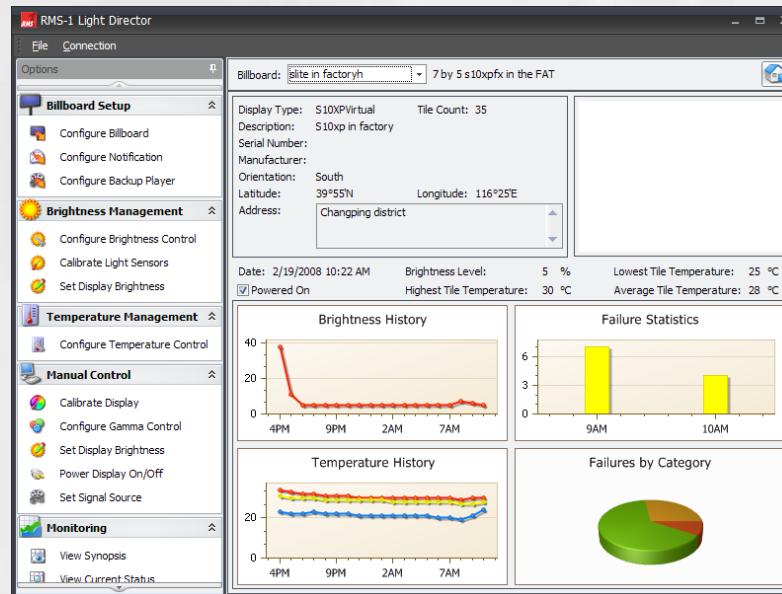 RMS RMS-1 Light Director
File Connection
Options
Billboard Setup
Configure Billboard
Configure Notification
Configure Backup Player
Brightness Management
Configure Brightness Control
Calibrate Light Sensors
Set Display Brightness
Temperature Management
Configure Temperature Control
Manual Control
Calibrate Display
Configure Gamma Control
Set Display Brightness
Power Display On/Off
Set Signal Source
Monitoring
View Synopsis
View Current Status
Billboard: slite in factoryh 7 by 5 s10xpfx in the FAT
Display Type: S10XPVirtual Tile Count: 35
Description: S10xp in factory
Serial Number:
Manufacturer:
Orientation: South
Latitude: 39°55'N Longitude: 116°25'E
Address: Changping district
Date: 2/19/2008 10:22 AM Brightness Level: 5 % Lowest Tile Temperature: 25 °C
Powered On Highest Tile Temperature: 30 °C Average Tile Temperature: 28 °C
Brightness History
40
20
0
4PM 9PM 2AM 7AM
Failure Statistics
6
3
0
9AM 10AM
Temperature History
20
0
4PM 9PM 2AM 7AM
Failures by Category